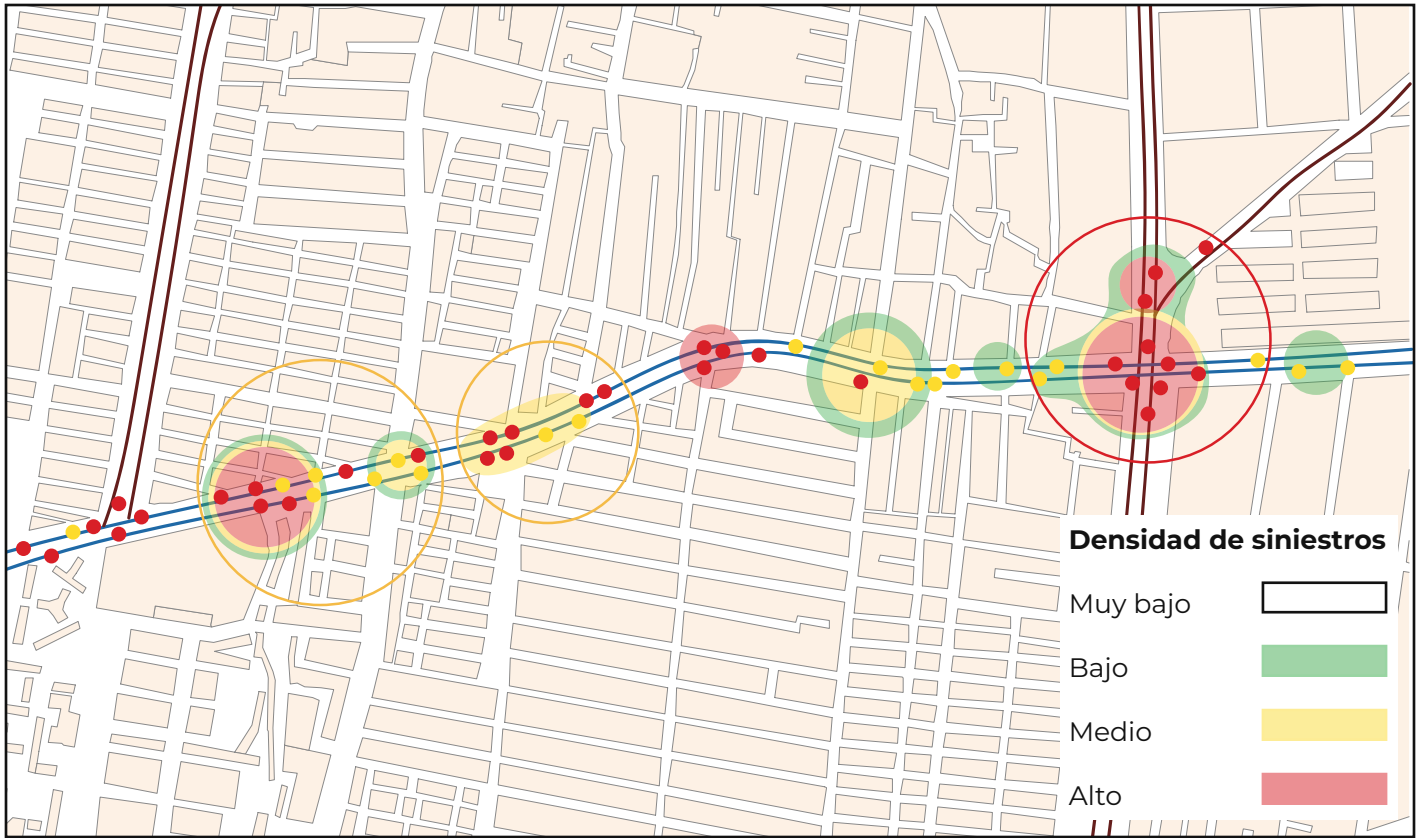 Densidad de siniestros
Muy bajo
Bajo
Medio
Alto